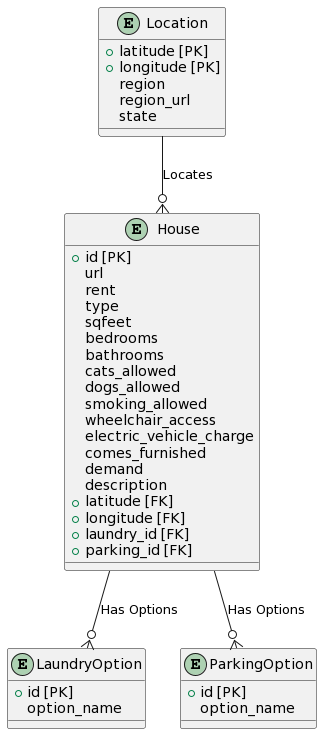 E Location
latitude [PK]
longitude [PK]
region
region_url
state
Locates
E House
id [PK]
url
rent
type
sqfeet
bedrooms
bathrooms
cats_allowed
dogs_allowed
smoking_allowed
wheelchair_access
electric_vehicle_charge
comes_furnished
demand
description
latitude [FK]
longitude [FK]
laundry_id [FK]
parking_id [FK]
Has Options
Has Options
E LaundryOption
id [PK]
option_name
E ParkingOption
id [PK]
option_name